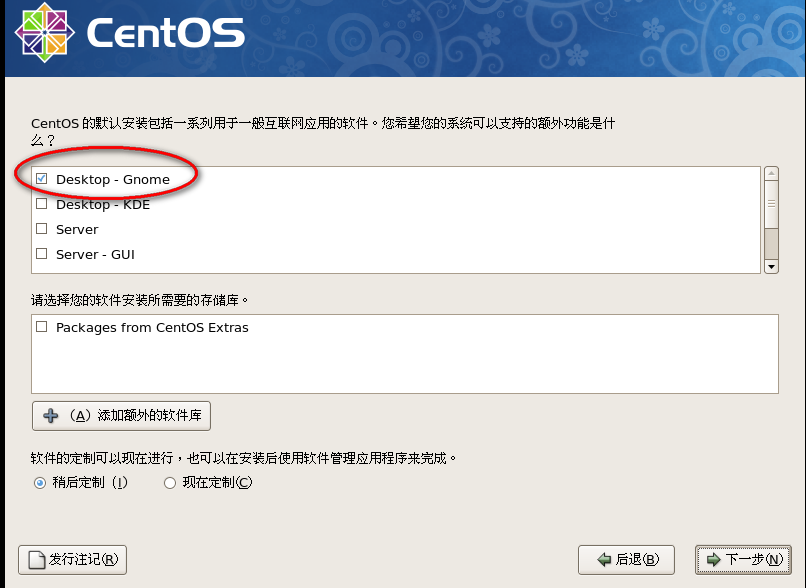 CentOS
CentOS 的默认安装包括一系列用于一般互联网应用的软件。您希望您的系统可以支持的额外功能是什
么？
Desktop - Gnome
Desktop - KDE
Server
Server - GUI
请选择您的软件安装所需要的存储库。
Packages from CentOS Extras
(A) 添加额外的软件库
软件的定制可以现在进行，也可以在安装后使用软件管理应用程序来完成。
稍后定制 (I) 现在定制(C)
发行注记(R) 后退(B) 下一步(N)